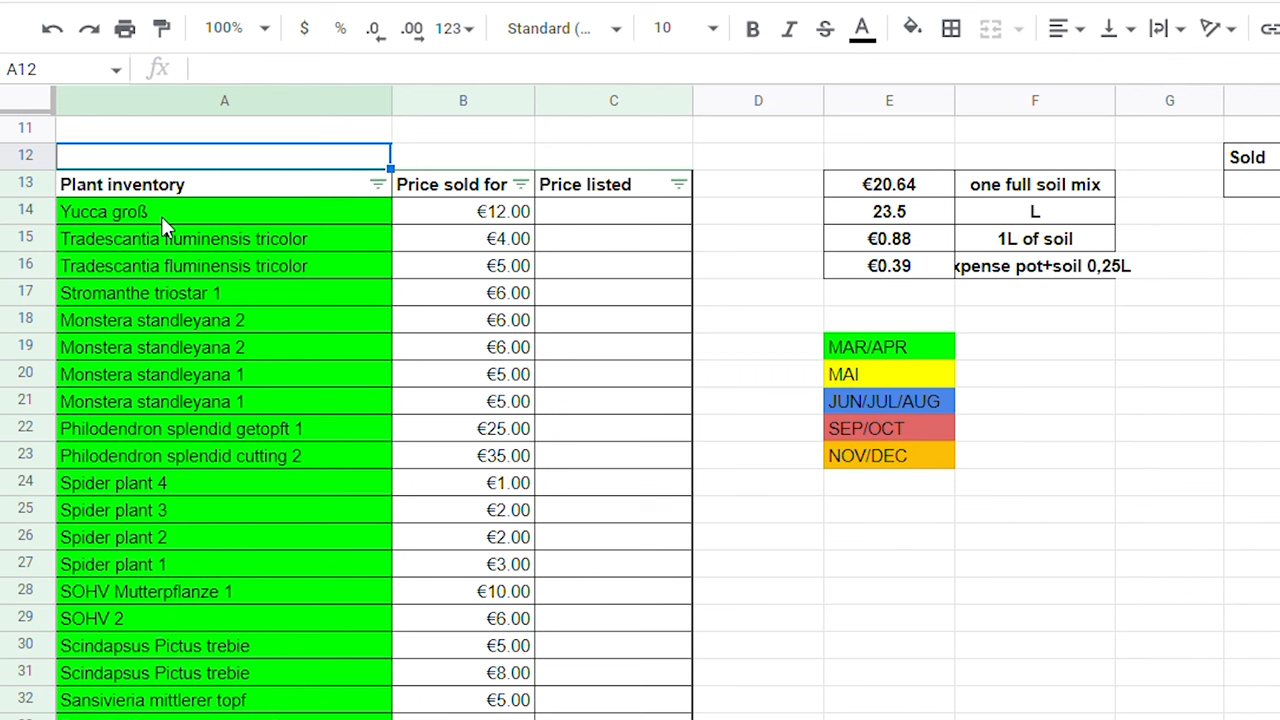 100% $ % .0 .00 123 Standard (... 10 B I S A
A12 fx
A B C D E F G
11
12 Sold
13 Plant inventory Price sold for Price listed €20.64 one full soil mix
14 Yucca groß €12.00 23.5 L
15 Tradescantia fluminensis tricolor €4.00 €0.88 1L of soil
16 Tradescantia fluminensis tricolor €5.00 €0.39 xpense pot+soil 0,25L
17 Stromanthe triostar 1 €6.00
18 Monstera standleyana 2 €6.00
19 Monstera standleyana 2 €6.00 MAR/APR
20 Monstera standleyana 1 €5.00 MAI
21 Monstera standleyana 1 €5.00 JUN/JUL/AUG
22 Philodendron splendid getopft 1 €25.00 SEP/OCT
23 Philodendron splendid cutting 2 €35.00 NOV/DEC
24 Spider plant 4 €1.00
25 Spider plant 3 €2.00
26 Spider plant 2 €2.00
27 Spider plant 1 €3.00
28 SOHV Mutterpflanze 1 €10.00
29 SOHV 2 €6.00
30 Scindapsus Pictus trebie €5.00
31 Scindapsus Pictus trebie €8.00
32 Sansivieria mittlerer topf €5.00